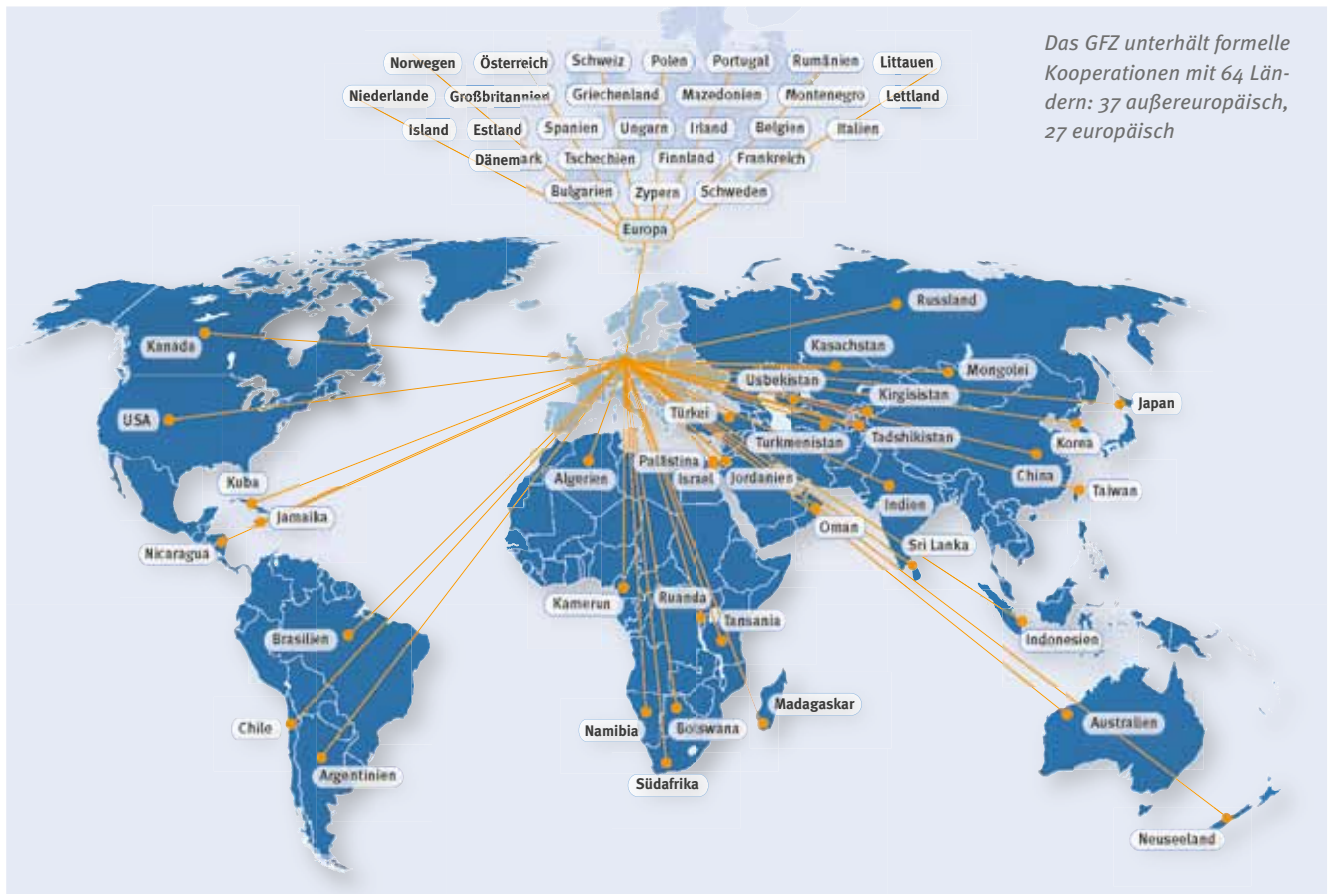 Das GFZ unterhält formelle
Kooperationen mit 64 Län-
dern: 37 außereuropäisch,
27 europäisch
Norwegen Österreich Schweiz Polen Portugal Rumänien Littauen
Niederlande Großbritannien Griechenland Mazedonien Montenegro Lettland
Island Estland Spanien Ungarn Irland Belgien Italien
Dänemark Tschechien Finnland Frankreich
Bulgarien Zypern Schweden
Europa
Russland
Kanada
Kasachstan
Mongolei
Usbekistan
Kirgisistan
Japan
USA
Türkei
Turkmenistan
Tadshikistan
Korea
Palästina
China
Kuba
Algerien
Israel
Jordanien
Taiwan
Indien
Jamaika
Oman
Nicaragua
Sri Lanka
Kamerun
Ruanda
Tansania
Brasilien
Indonesien
Madagaskar
Chile
Namibia
Botswana
Australien
Argentinien
Südafrika
Neuseeland